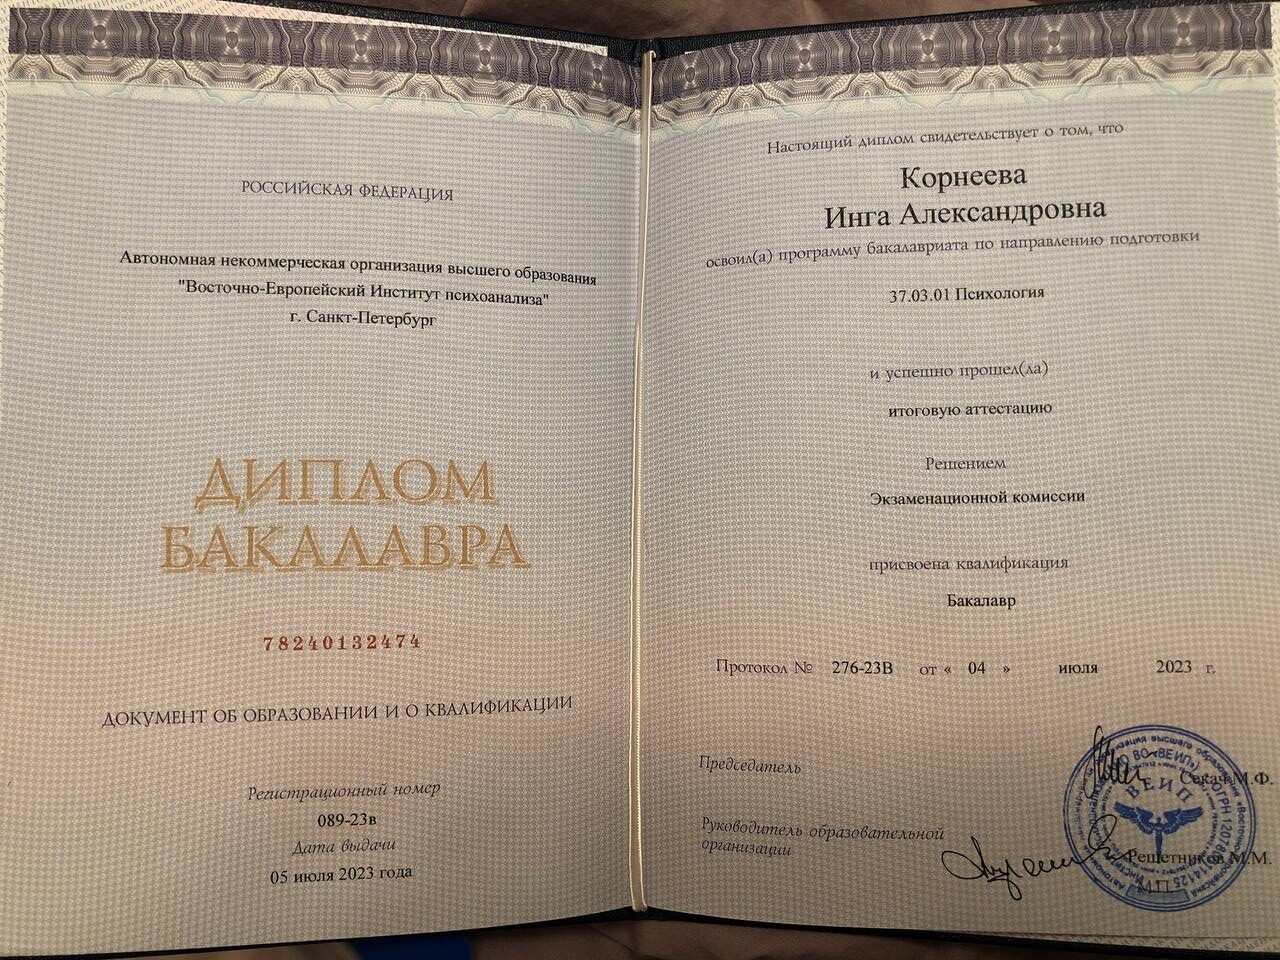 РОССИЙСКАЯ ФЕДЕРАЦИЯ
Автономная некоммерческая организация высшего образования
"Восточно-Европейский Институт психоанализа"
г. Санкт-Петербург
ДИПЛОМ
БАКАЛАВРА
78240132474
ДОКУМЕНТ ОБ ОБРАЗОВАНИИ И О КВАЛИФИКАЦИИ
Регистрационный номер
089-23в
Дата выдачи
05 июля 2023 года
Настоящий диплом свидетельствует о том, что
Корнеева
Инга Александровна
освоил(а) программу бакалавриата по направлению подготовки
37.03.01 Психология
и успешно прошел(ла)
итоговую аттестацию
Решением
Экзаменационной комиссии
присвоена квалификация
Бакалавр
Протокол № 276-23В от « 04 » июля 2023 г.
Председатель
Секач М.Ф.
Руководитель образовательной
организации
Решетников М.М.
М.П.
ВЕИП